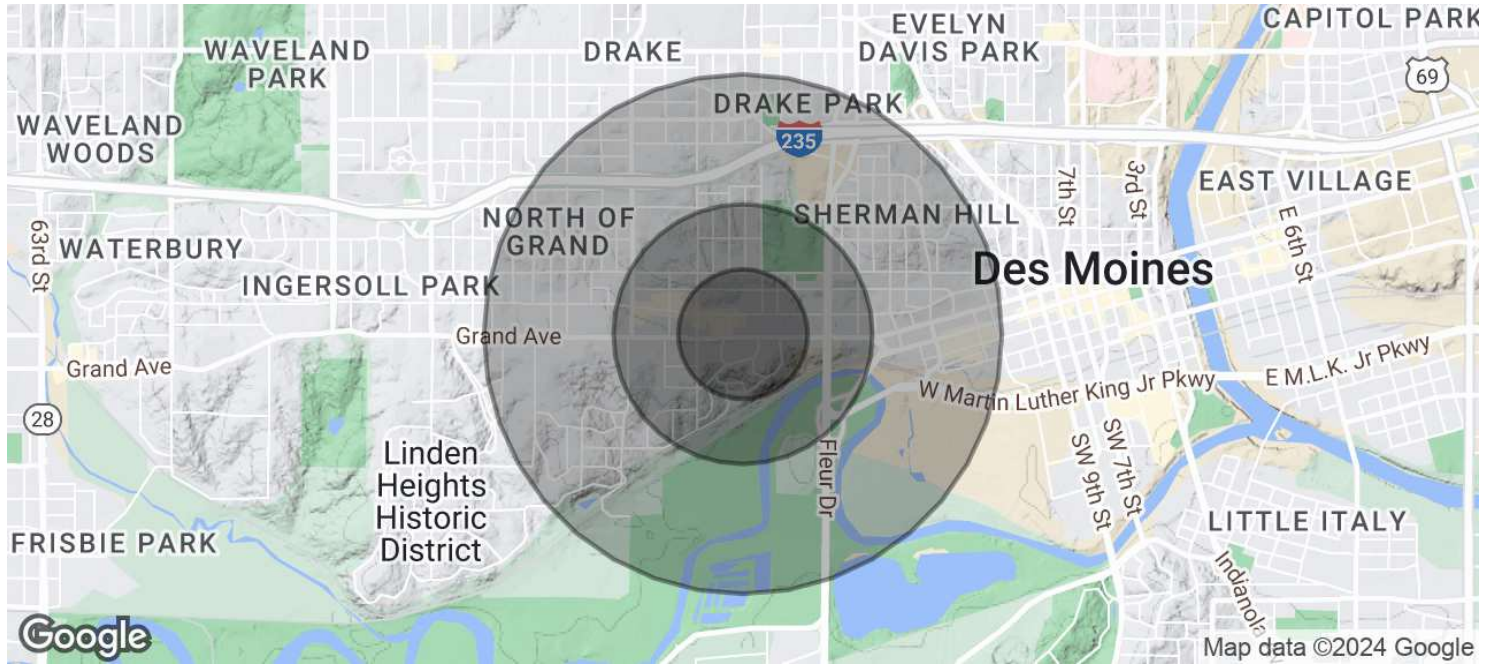 CAPITOL PARK
EVELYN
DAVIS PARK
DRAKE
WAVELAND
PARK
69
DRAKE PARK
WAVELAND
WOODS
235
7th St
3rd St
EAST VILLAGE
NORTH OF
GRAND
SHERMAN HILL
63rd St
WATERBURY
E 6th St
INGERSOLL PARK
Des Moines
Grand Ave
Grand Ave
W Martin Luther King Jr Pkwy
E M.L.K. Jr Pkwy
28
Linden
Heights
Historic
District
Fleur Dr
SW 9th St
SW 7th St
LITTLE ITALY
FRISBIE PARK
Indianola
Google
Map data ©2024 Google